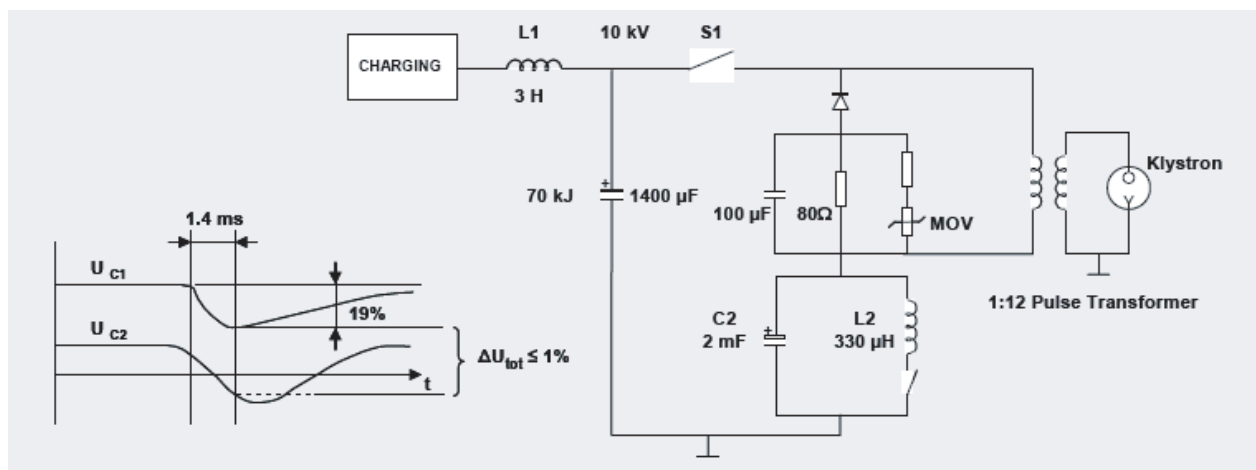 CHARGING
L1
3 H
10 kV
S1
70 kJ
+
1400 µF
100 µF
80Ω
MOV
Klystron
1:12 Pulse Transformer
C2
2 mF
+
L2
330 µH
1.4 ms
U C1
19%
U C2
ΔU tot ≤ 1%
t